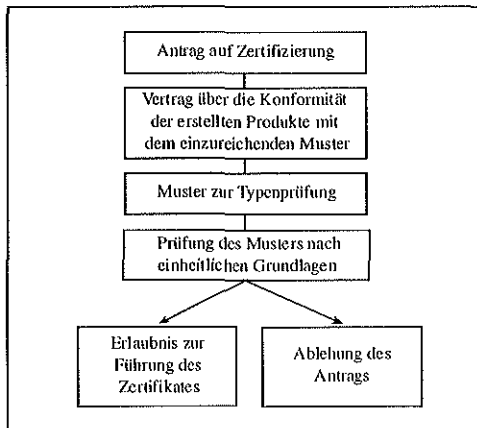 Antrag auf Zertifizierung
Vertrag über die Konformität
der erstellten Produkte mit
dem einzureichenden Muster
Muster zur Typenprüfung
Prüfung des Musters nach
einheitlichen Grundlagen
Erlaubnis zur
Führung des
Zertifikates
Ablehung des
Antrags